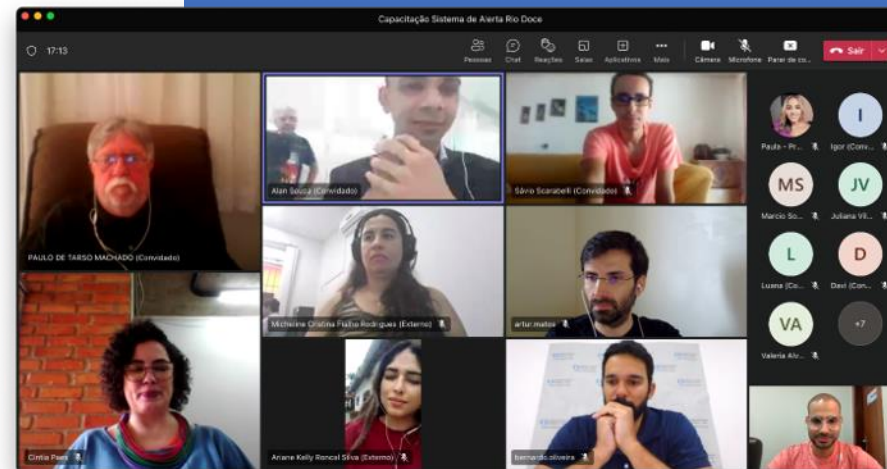 Capacitação Sistema de Alerta Rio Doce
17:13
Pessoas
Chat
Reações
Salas
Aplicativos
Mais
Câmera
Microfone
Sair
PAULO DE TARSO MACHADO (Convidado)
Alan Souza (Convidado)
Sávio Scarabelli (Convidado)
Paula - Pr...
I
Igor (Conv...
MS
Marcio So...
JV
Juliana Vil...
Micheline Cristina Fialho Rodrigues (Externo)
artur.matos
L
Luana (Co...
D
Davi (Con...
VA
Valeria Alv...
+7
Cintia Paes
Ariane Kelly Roncal Silva (Externo)
bernardo.oliveira